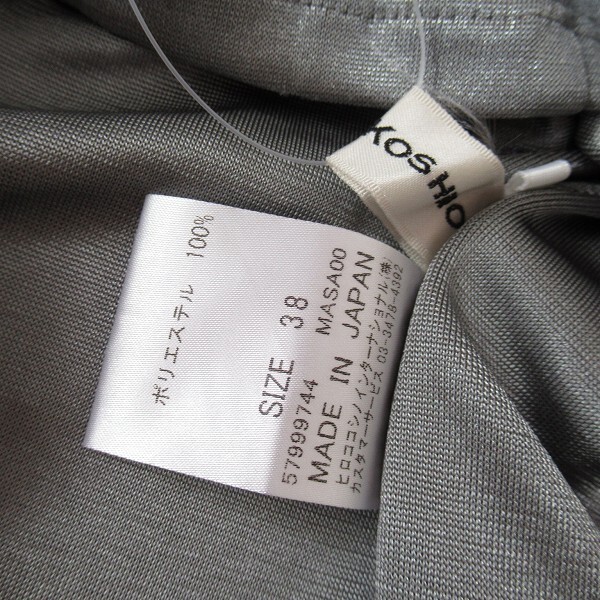 KOSHIO
ポリエステル 100%
SIZE 38
57999744 MASA00
MADE IN JAPAN
ヒロココシノインターナショナル(株)
カスタマーサービス 03-3478-4392